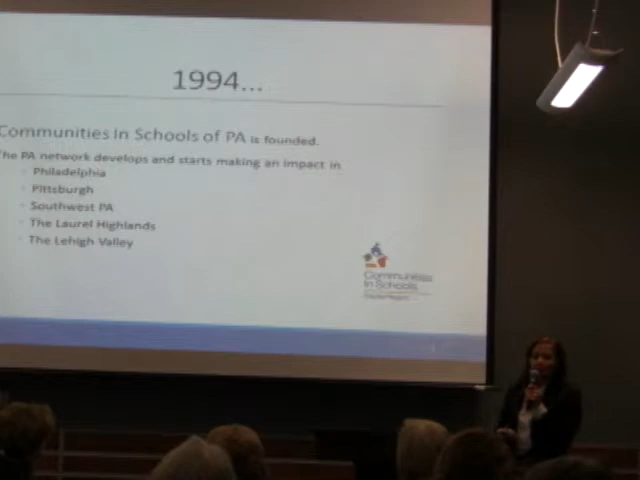 1994...
Communities In Schools of PA is founded.
The PA network develops and starts making an impact in
Philadelphia
Pittsburgh
Southwest PA
The Laurel Highlands
The Lehigh Valley
Communities
In Schools